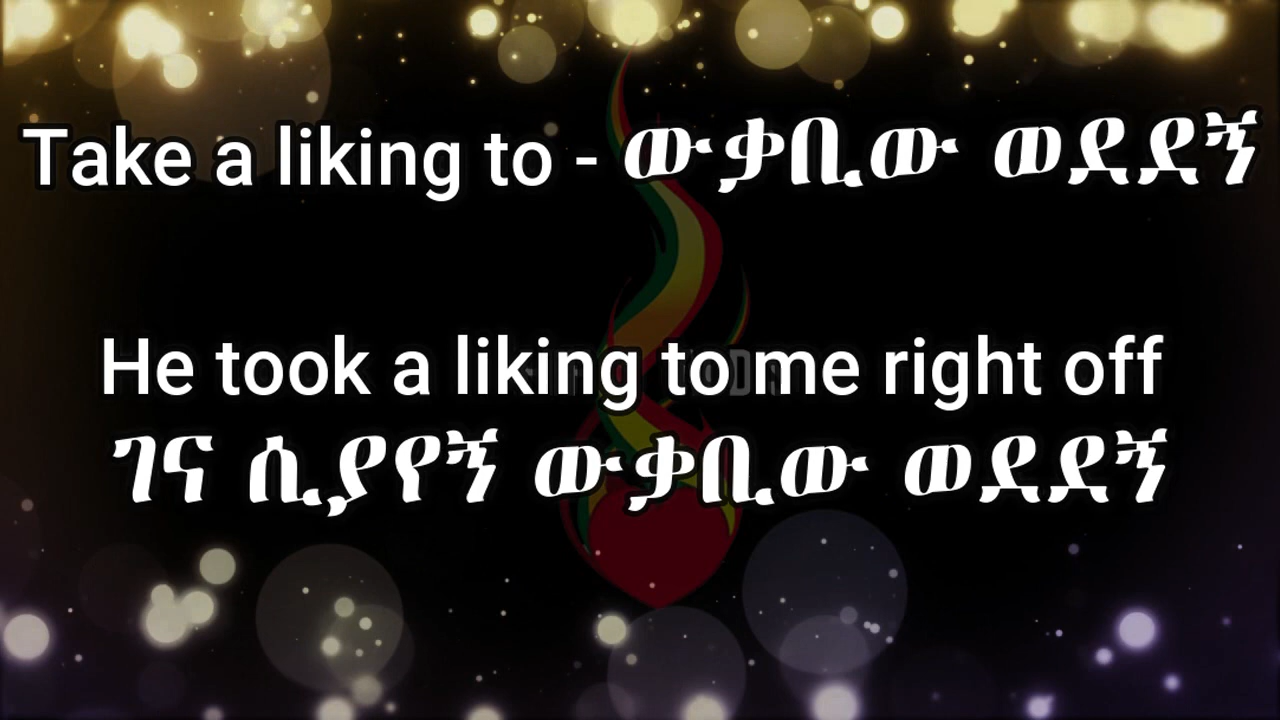 Take a liking to - ውቃቢው ወደደኝ
He took a liking to me right off
ገና ሲያየኝ ውቃቢው ወደደኝ